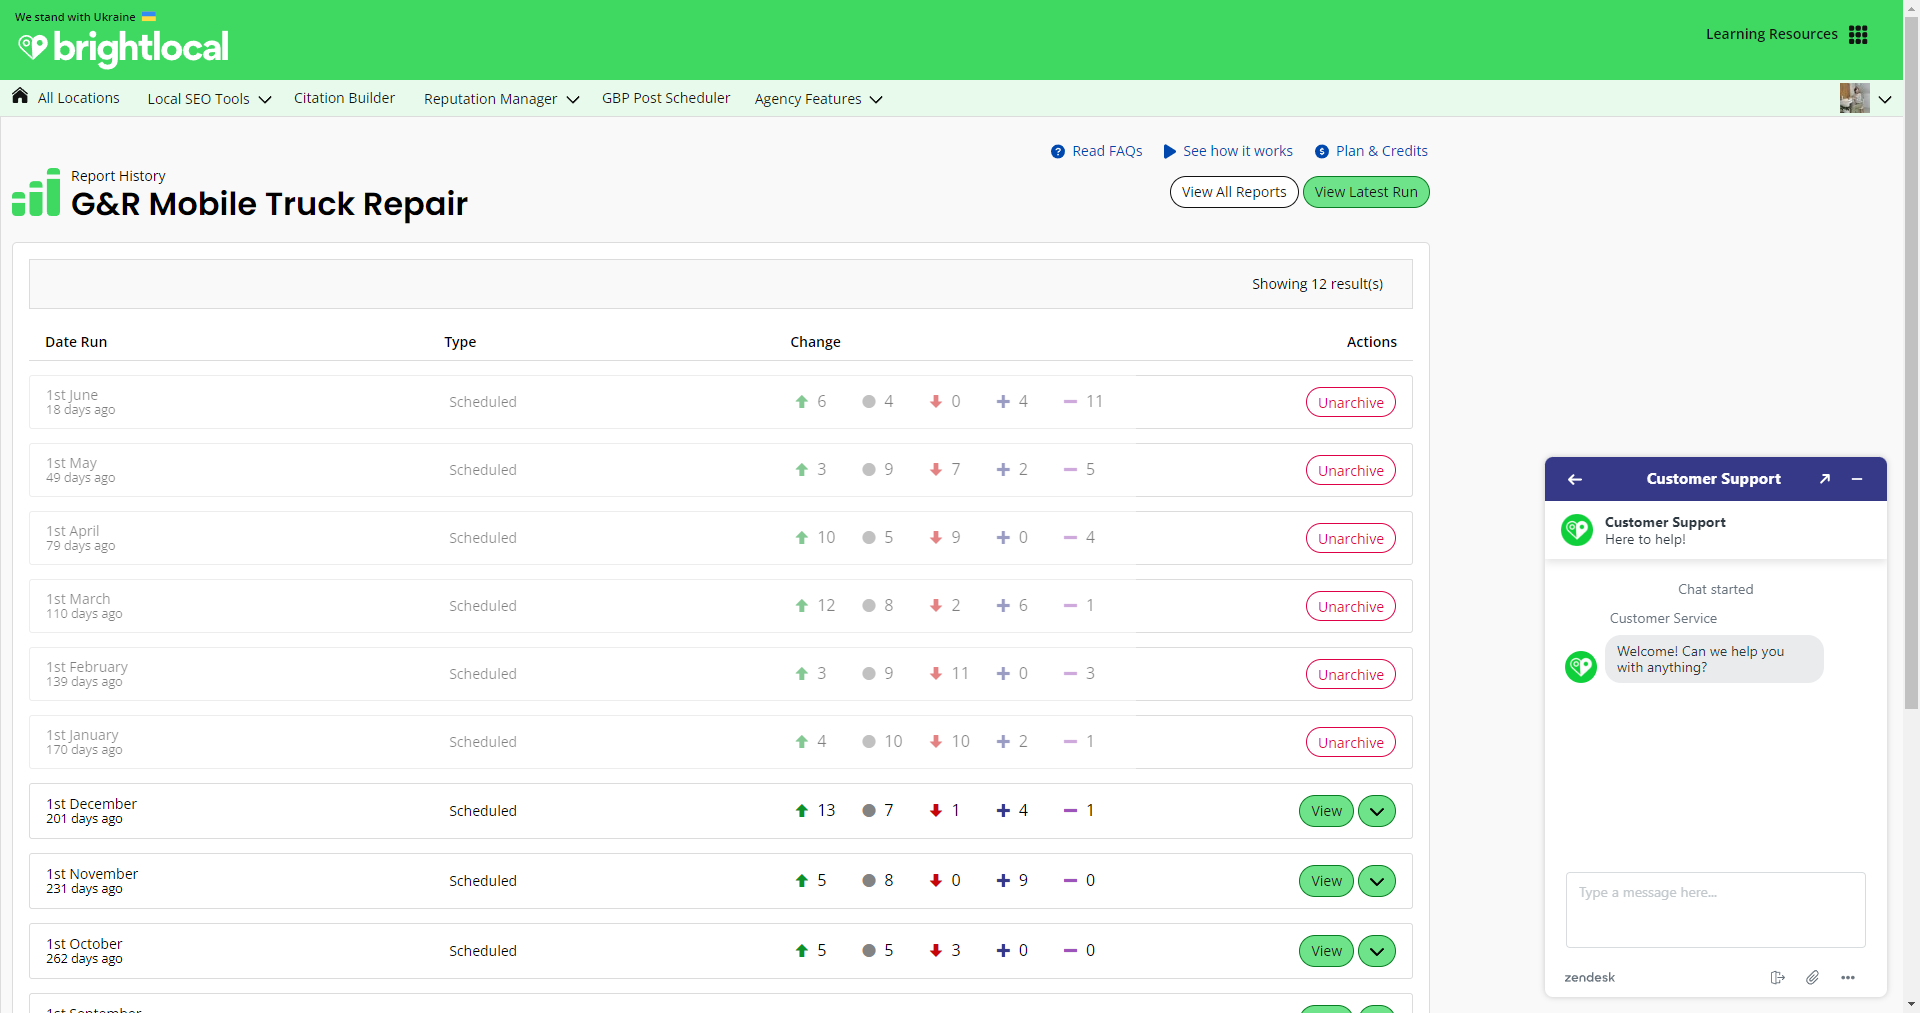 We stand with Ukraine
brightlocal
Learning Resources
All Locations
Local SEO Tools
Citation Builder
Reputation Manager
GBP Post Scheduler
Agency Features
Read FAQs
See how it works
Plan & Credits
Report History
G&R Mobile Truck Repair
View All Reports
View Latest Run
Showing 12 result(s)
Date Run Type Change Actions
1st June
18 days ago
Scheduled 6 4 0 4 11 Unarchive
1st May
49 days ago
Scheduled 3 9 7 2 5 Unarchive
1st April
79 days ago
Scheduled 10 5 9 0 4 Unarchive
1st March
110 days ago
Scheduled 12 8 2 6 1 Unarchive
1st February
139 days ago
Scheduled 3 9 11 0 3 Unarchive
1st January
170 days ago
Scheduled 4 10 10 2 1 Unarchive
1st December
201 days ago
Scheduled 13 7 1 4 1 View
1st November
231 days ago
Scheduled 5 8 0 9 0 View
1st October
262 days ago
Scheduled 5 5 3 0 0 View
1st September
Customer Support
Customer Support
Here to help!
Chat started
Customer Service
Welcome! Can we help you
with anything?
Type a message here...
zendesk